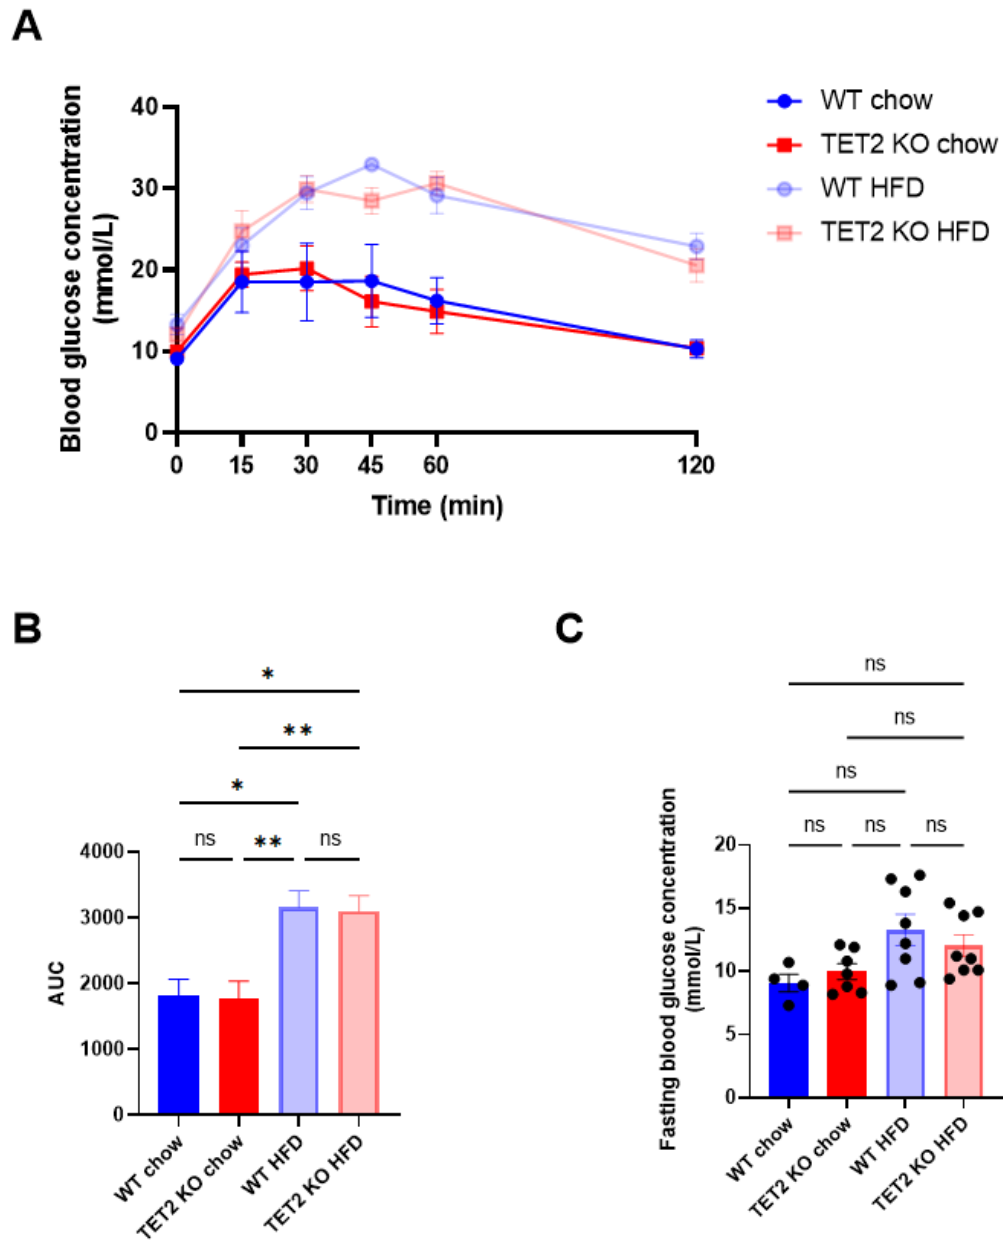 A
Blood glucose concentration
(mmol/L)
40
30
20
10
0
0 15 30 45 60 120
Time (min)
WT chow
TET2 KO chow
WT HFD
TET2 KO HFD
B
*
**
*
ns ** ns
AUC
4000
3000
2000
1000
0
WT chow
TET2 KO chow
WT HFD
TET2 KO HFD
C
ns
ns
ns
ns ns ns
Fasting blood glucose concentration
(mmol/L)
20
15
10
5
0
WT chow
TET2 KO chow
WT HFD
TET2 KO HFD